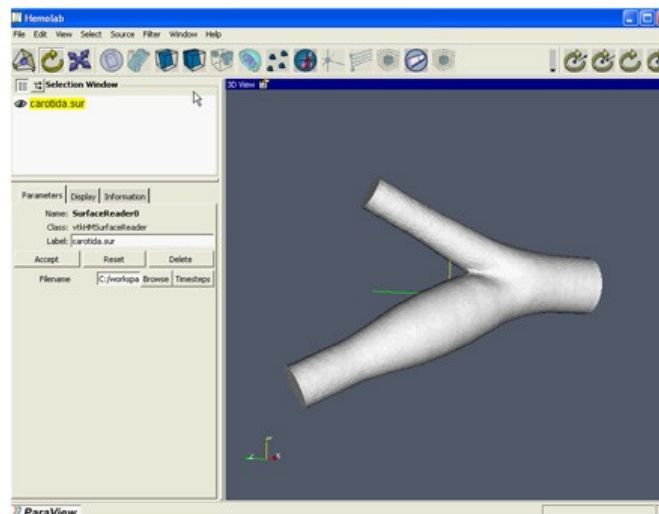 Hemolab
File Edit View Select Source Filter Window Help
Selection Window
3D View
carotida.sur
Parameters Display Information
Name: SurfaceReader0
Class: vtkHMSurfaceReader
Label: carotida.sur
Accept Reset Delete
Filename C:/workspa Browse Timesteps
ParaView